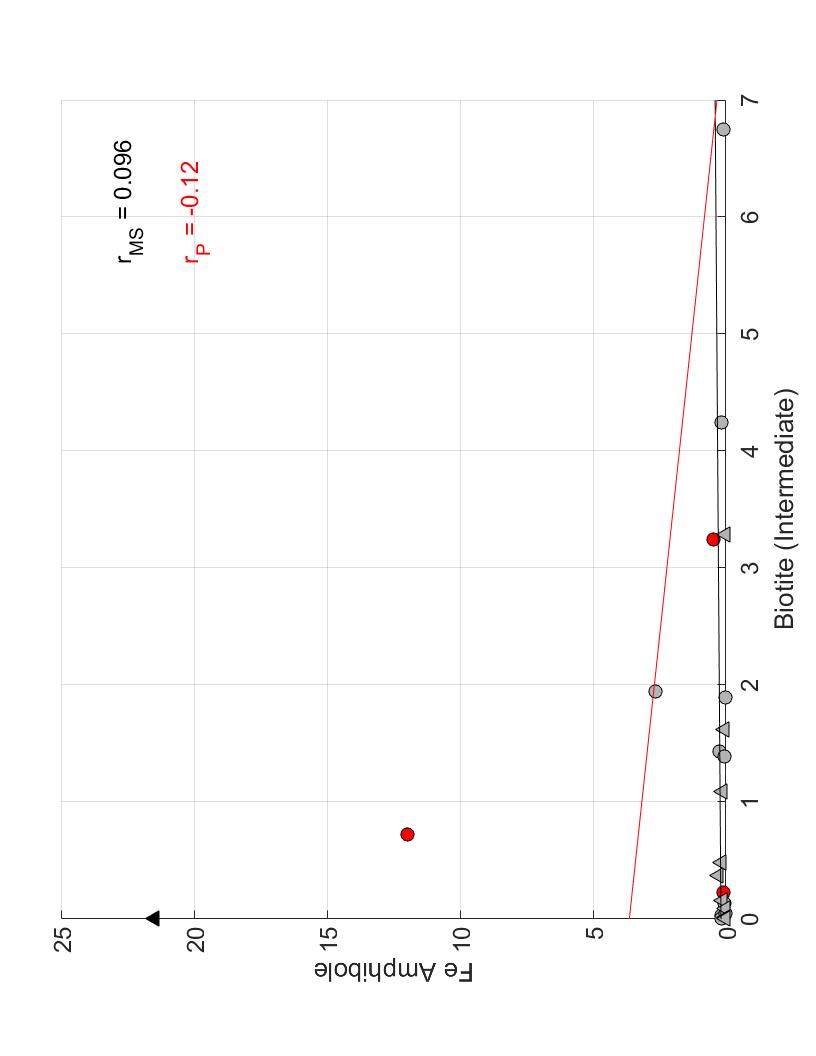 25
r_MS = 0.096
20
r_P = -0.12
15
Fe Amphibole
10
5
0
0 1 2 3 4 5 6 7
Biotite (Intermediate)